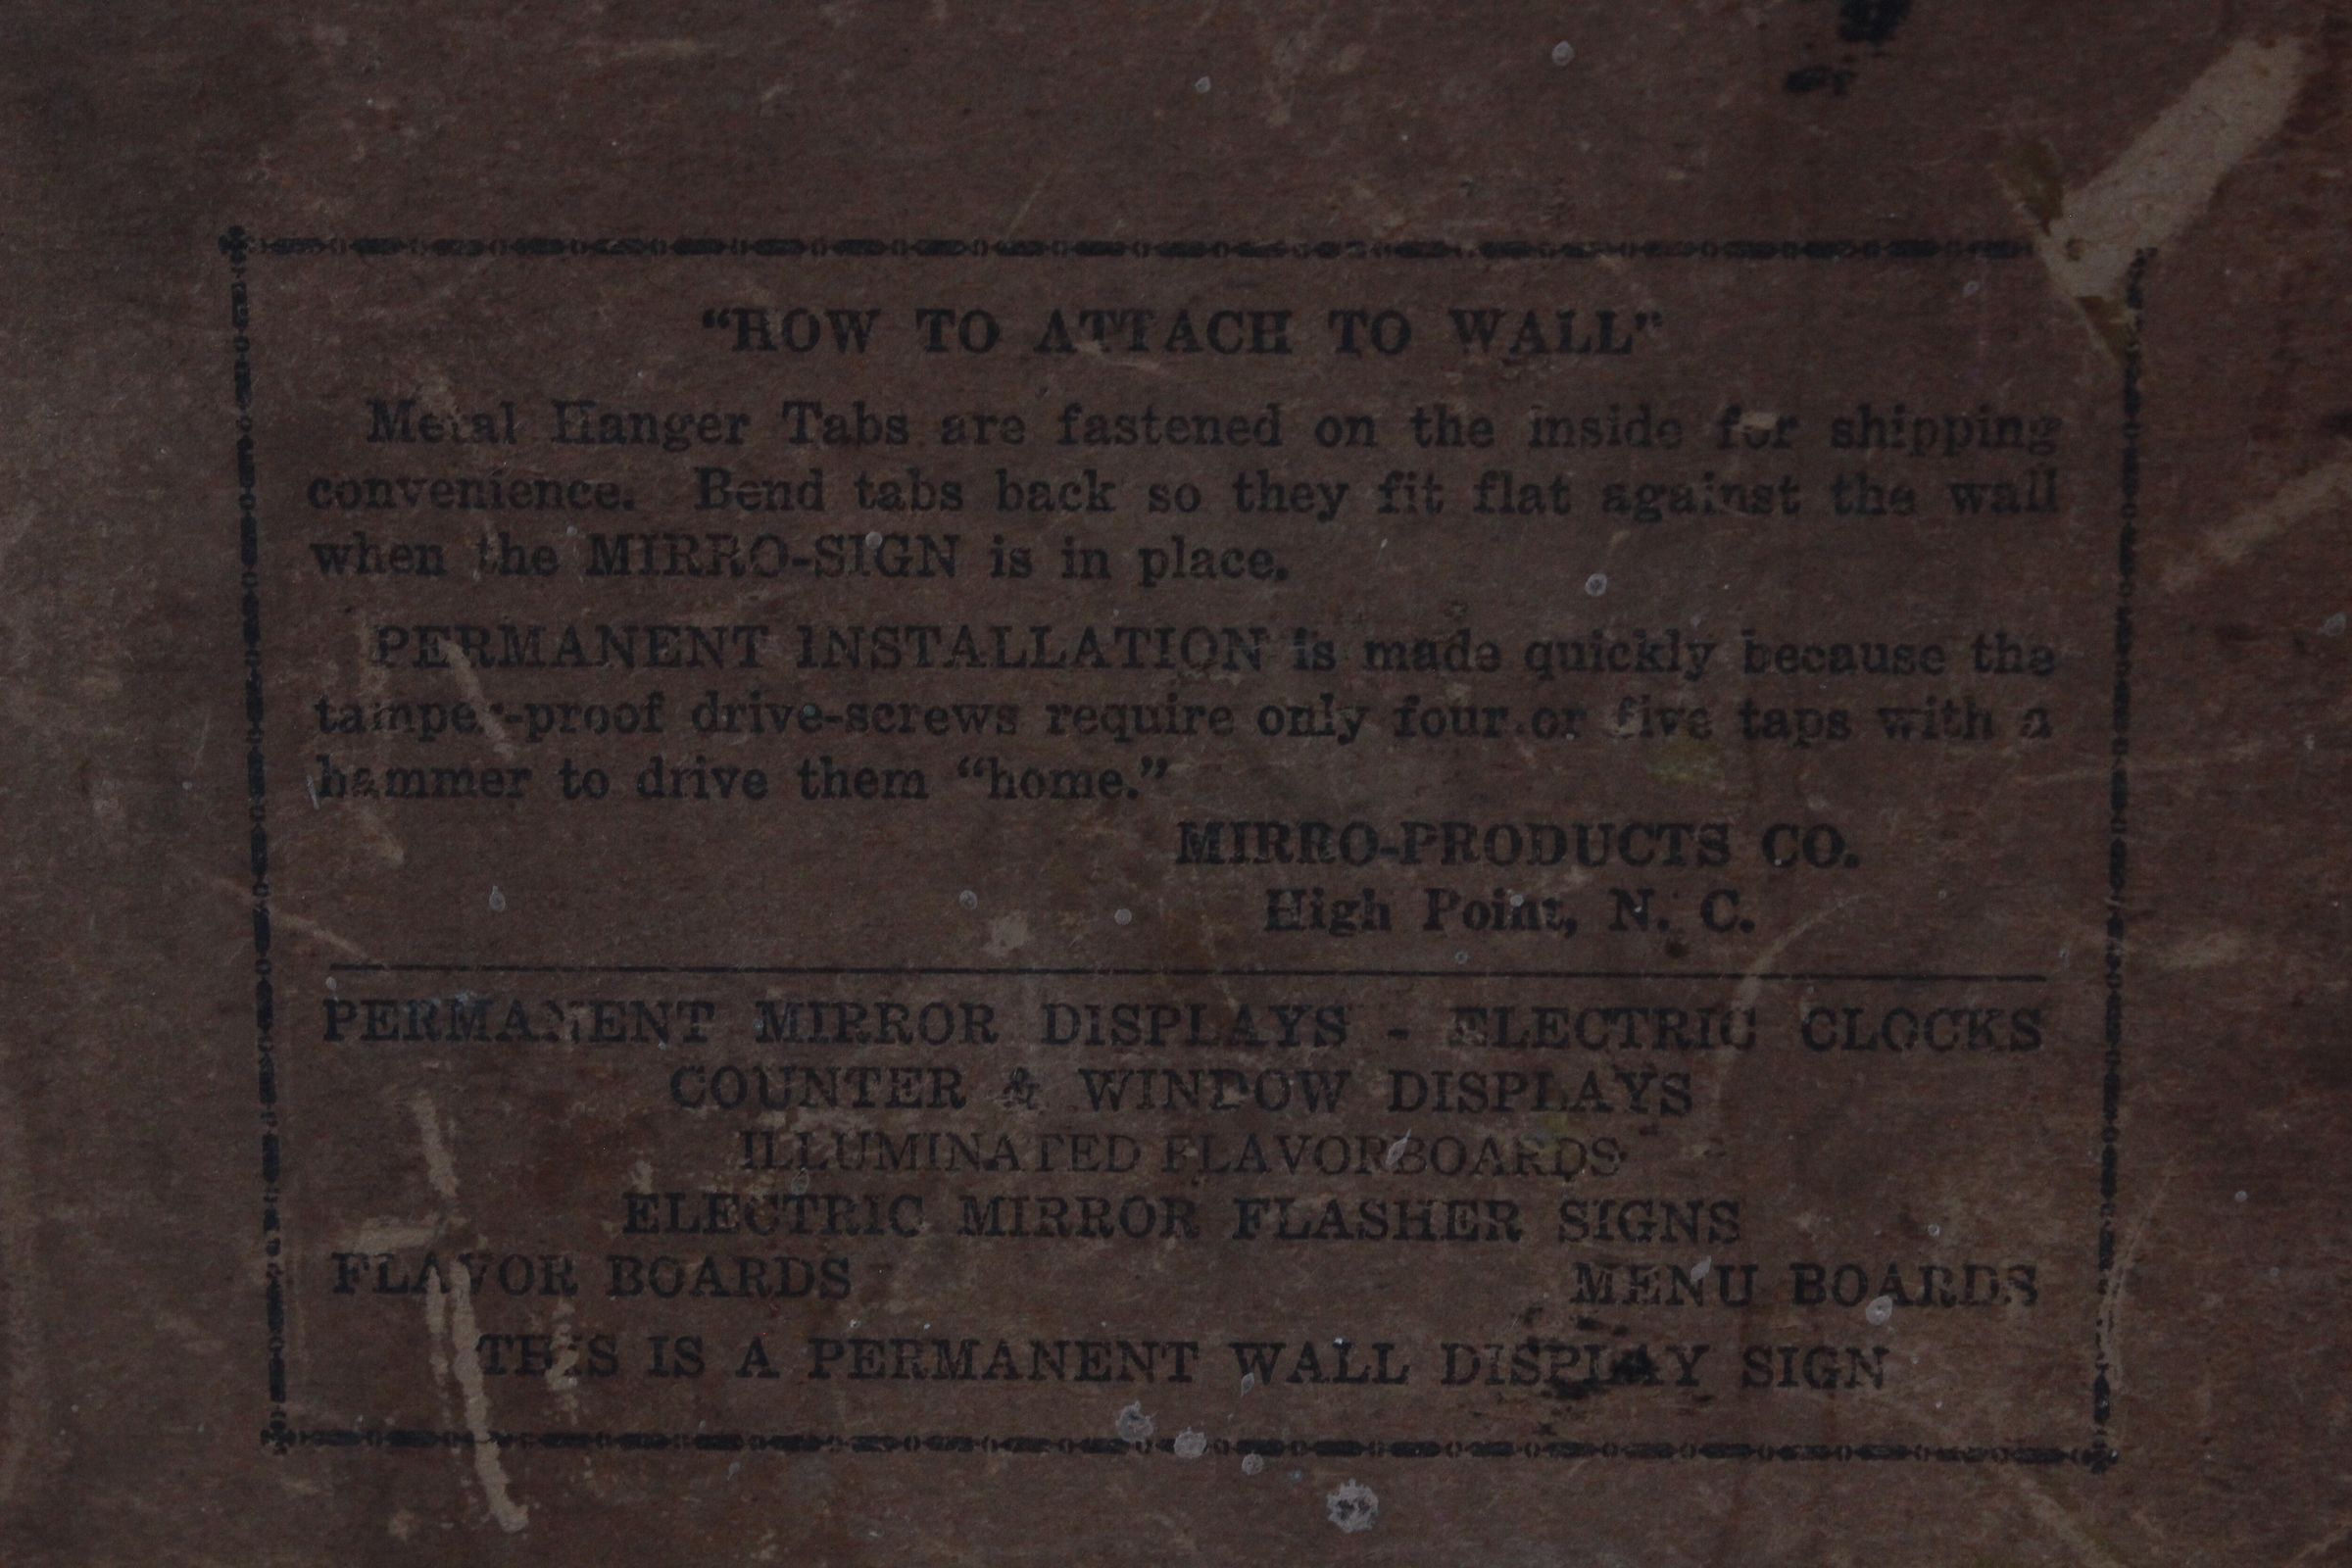 “HOW TO ATTACH TO WALL”
Metal Hanger Tabs are fastened on the inside for shipping
convenience. Bend tabs back so they fit flat against the wall
when the MIRRO-SIGN is in place.
PERMANENT INSTALLATION is made quickly because the
tamper-proof drive-screws require only four or five taps with a
hammer to drive them “home.”
MIRRO-PRODUCTS CO.
High Point, N. C.
PERMANENT MIRROR DISPLAYS - ELECTRIC CLOCKS
COUNTER & WINDOW DISPLAYS
ILLUMINATED FLAVORBOARDS
ELECTRIC MIRROR FLASHER SIGNS
FLAVOR BOARDS MENU BOARDS
THIS IS A PERMANENT WALL DISPLAY SIGN